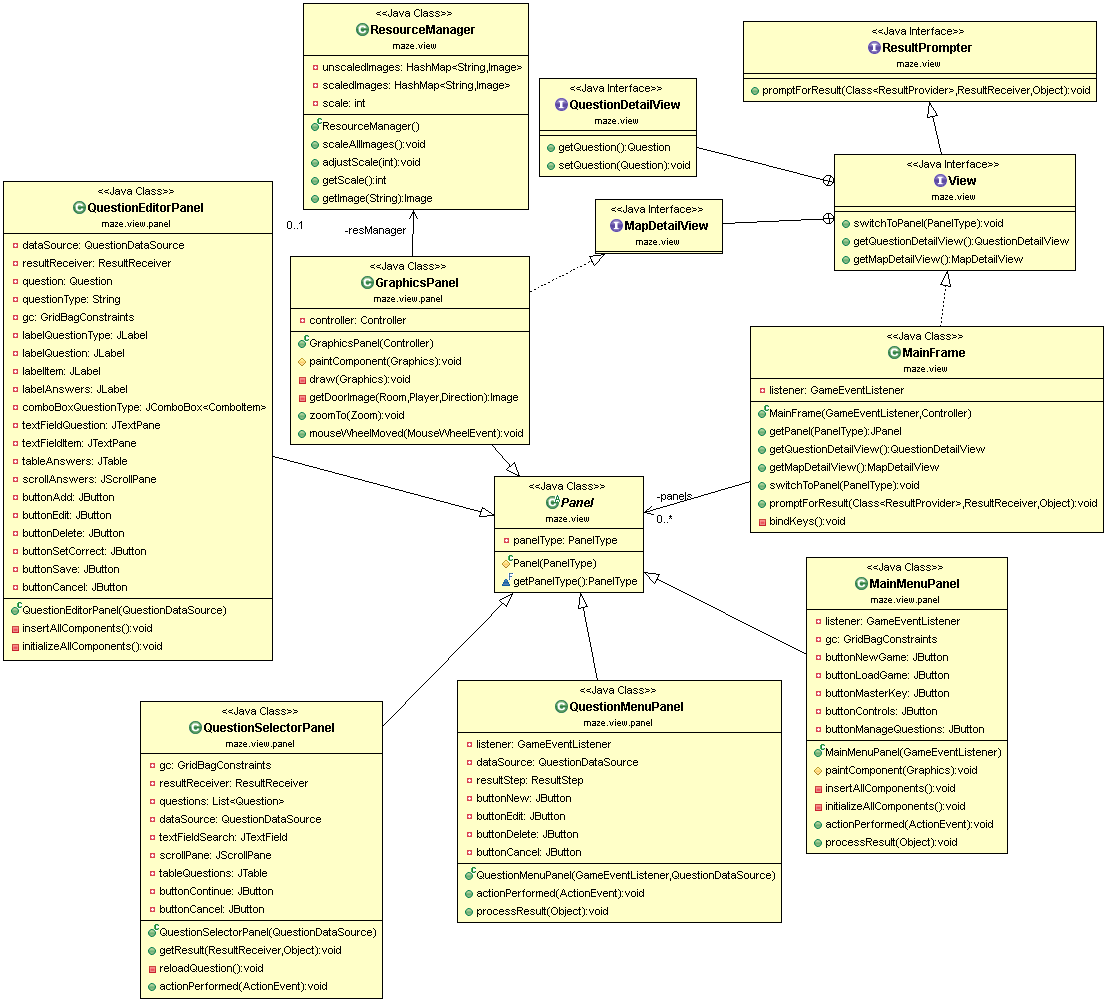 <<Java Class>>
ResourceManager
maze.view
unscaledImages: HashMap<String,Image>
scaledImages: HashMap<String,Image>
scale: int
ResourceManager()
scaleAllImages():void
adjustScale(int):void
getScale():int
getImage(String):Image
<<Java Interface>>
ResultPrompter
maze.view
promptForResult(Class<ResultProvider>,ResultReceiver,Object):void
<<Java Interface>>
QuestionDetailView
maze.view
getQuestion():Question
setQuestion(Question):void
<<Java Interface>>
View
maze.view
switchToPanel(PanelType):void
getQuestionDetailView():QuestionDetailView
getMapDetailView():MapDetailView
<<Java Interface>>
MapDetailView
maze.view
0..1
-resManager
<<Java Class>>
QuestionEditorPanel
maze.view.panel
dataSource: QuestionDataSource
resultReceiver: ResultReceiver
question: Question
questionType: String
gc: GridBagConstraints
labelQuestionType: JLabel
labelQuestion: JLabel
labelItem: JLabel
labelAnswers: JLabel
comboBoxQuestionType: JComboBox<ComboItem>
textFieldQuestion: JTextPane
textFieldItem: JTextPane
tableAnswers: JTable
scrollAnswers: JScrollPane
buttonAdd: JButton
buttonEdit: JButton
buttonDelete: JButton
buttonSetCorrect: JButton
buttonSave: JButton
buttonCancel: JButton
QuestionEditorPanel(QuestionDataSource)
insertAllComponents():void
initializeAllComponents():void
<<Java Class>>
GraphicsPanel
maze.view.panel
controller: Controller
GraphicsPanel(Controller)
paintComponent(Graphics):void
draw(Graphics):void
getDoorImage(Room,Player,Direction):Image
zoomTo(Zoom):void
mouseWheelMoved(MouseWheelEvent):void
<<Java Class>>
MainFrame
maze.view
listener: GameEventListener
MainFrame(GameEventListener,Controller)
getPanel(PanelType):JPanel
getQuestionDetailView():QuestionDetailView
getMapDetailView():MapDetailView
switchToPanel(PanelType):void
promptForResult(Class<ResultProvider>,ResultReceiver,Object):void
bindKeys():void
<<Java Class>>
Panel
maze.view
panelType: PanelType
Panel(PanelType)
getPanelType():PanelType
-panels
0..*
<<Java Class>>
MainMenuPanel
maze.view.panel
listener: GameEventListener
gc: GridBagConstraints
buttonNewGame: JButton
buttonLoadGame: JButton
buttonMasterKey: JButton
buttonControls: JButton
buttonManageQuestions: JButton
MainMenuPanel(GameEventListener)
paintComponent(Graphics):void
insertAllComponents():void
initializeAllComponents():void
actionPerformed(ActionEvent):void
processResult(Object):void
<<Java Class>>
QuestionSelectorPanel
maze.view.panel
gc: GridBagConstraints
resultReceiver: ResultReceiver
questions: List<Question>
dataSource: QuestionDataSource
textFieldSearch: JTextField
scrollPane: JScrollPane
tableQuestions: JTable
buttonContinue: JButton
buttonCancel: JButton
QuestionSelectorPanel(QuestionDataSource)
getResult(ResultReceiver,Object):void
reloadQuestion():void
actionPerformed(ActionEvent):void
<<Java Class>>
QuestionMenuPanel
maze.view.panel
listener: GameEventListener
dataSource: QuestionDataSource
resultStep: ResultStep
buttonNew: JButton
buttonEdit: JButton
buttonDelete: JButton
buttonCancel: JButton
QuestionMenuPanel(GameEventListener,QuestionDataSource)
actionPerformed(ActionEvent):void
processResult(Object):void